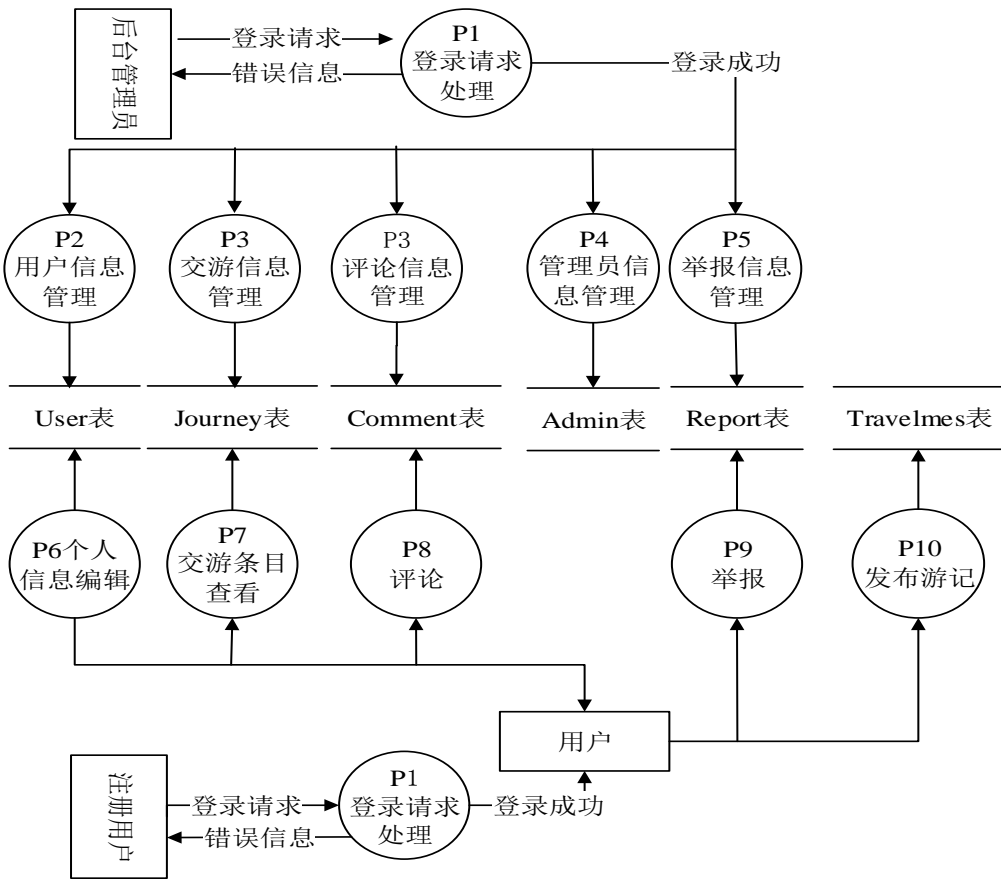 后台管理员
登录请求
错误信息
P1
登录请求
处理
登录成功
P2
用户信息
管理
P3
交游信息
管理
P3
评论信息
管理
P4
管理员信
息管理
P5
举报信息
管理
User表
Journey表
Comment表
Admin表
Report表
Travelmes表
P6个人
信息编辑
P7
交游条目
查看
P8
评论
P9
举报
P10
发布游记
用户
注册用户
登录请求
错误信息
P1
登录请求
处理
登录成功